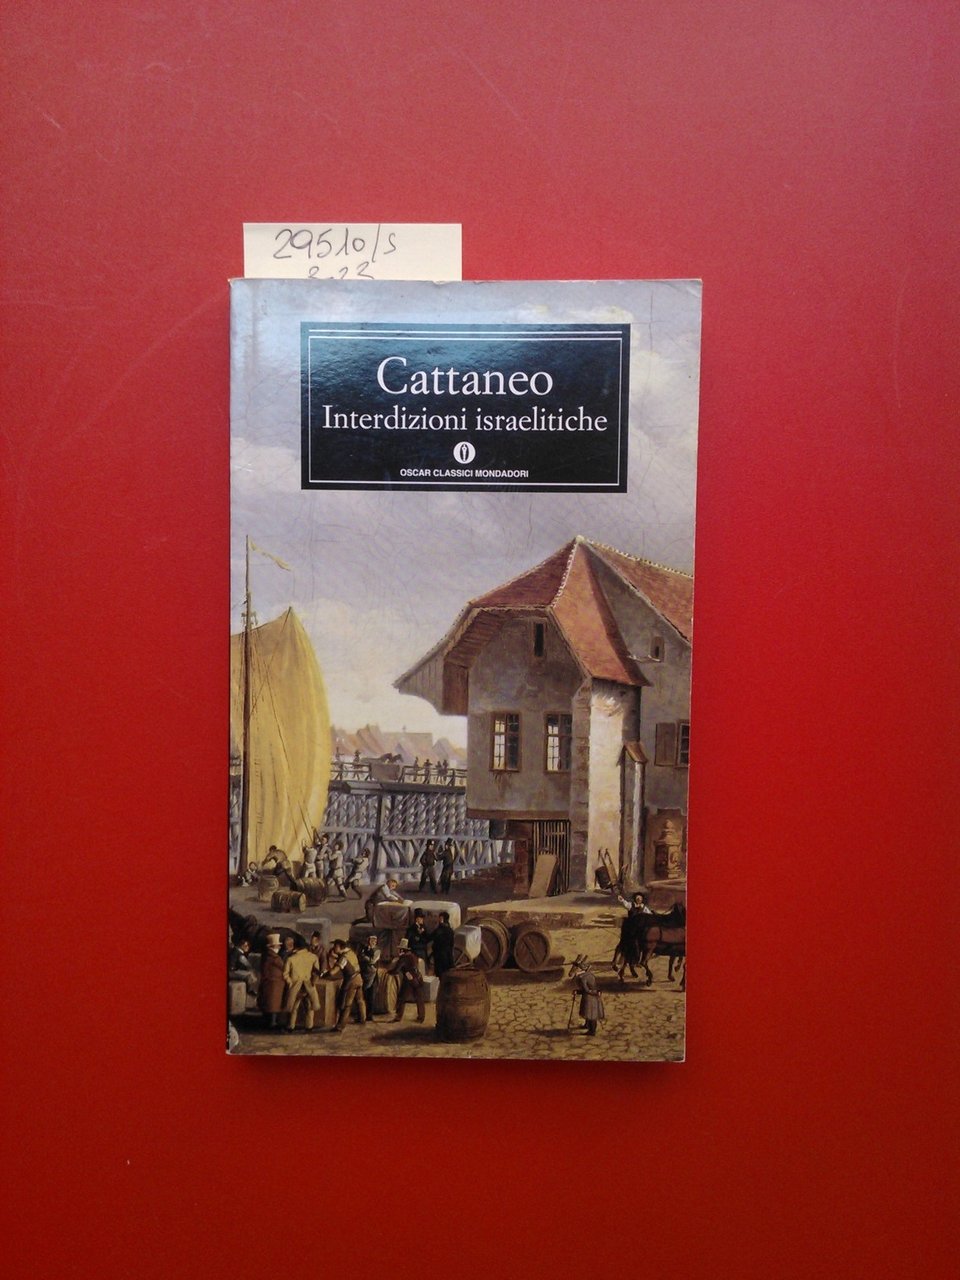 29510/s
Cattaneo
Interdizioni israelitiche
OSCAR CLASSICI MONDADORI